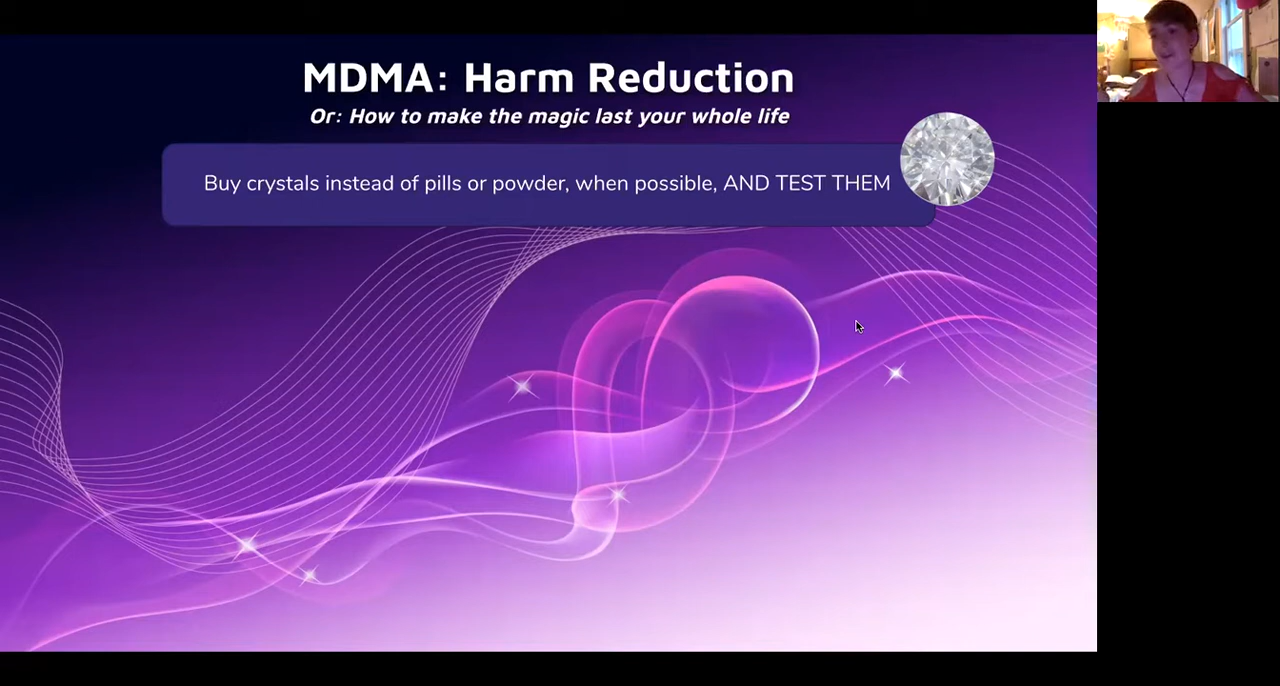 MDMA: Harm Reduction
Or: How to make the magic last your whole life
Buy crystals instead of pills or powder, when possible, AND TEST THEM